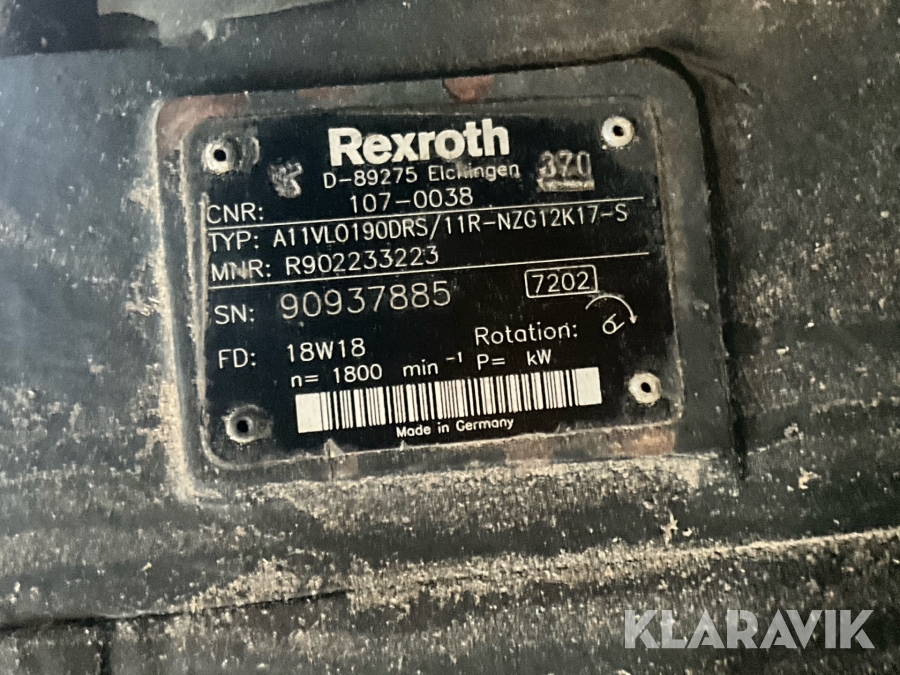 Rexroth
D-89275 Elchingen 370
CNR: 107-0038
TYP: A11VLO190DRS/11R-NZG12K17-S
MNR: R902233223
SN: 90937885 7202
FD: 18W18 Rotation:
n= 1800 min⁻¹ P= kW
Made in Germany
KLARAVIK